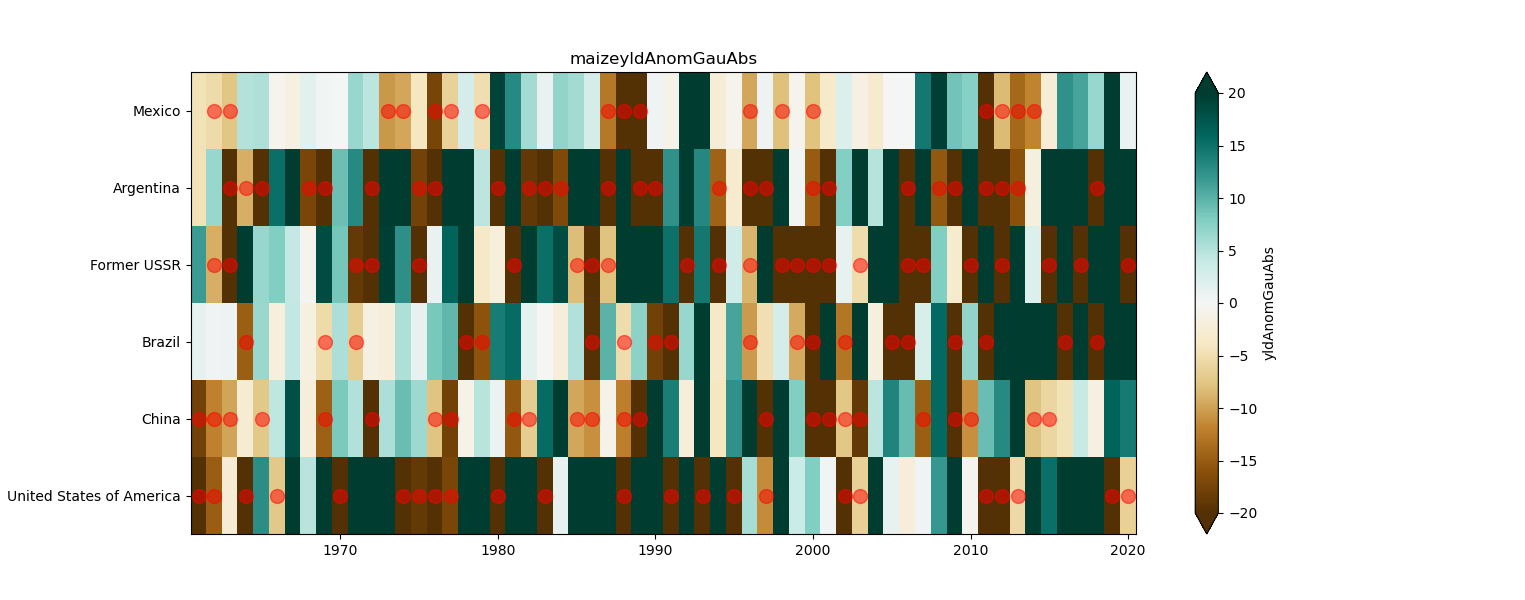 maizeyldAnomGauAbs
Mexico
Argentina
Former USSR
Brazil
China
United States of America
1970 1980 1990 2000 2010 2020
20
15
10
5
0
−5
−10
−15
−20
yldAnomGauAbs